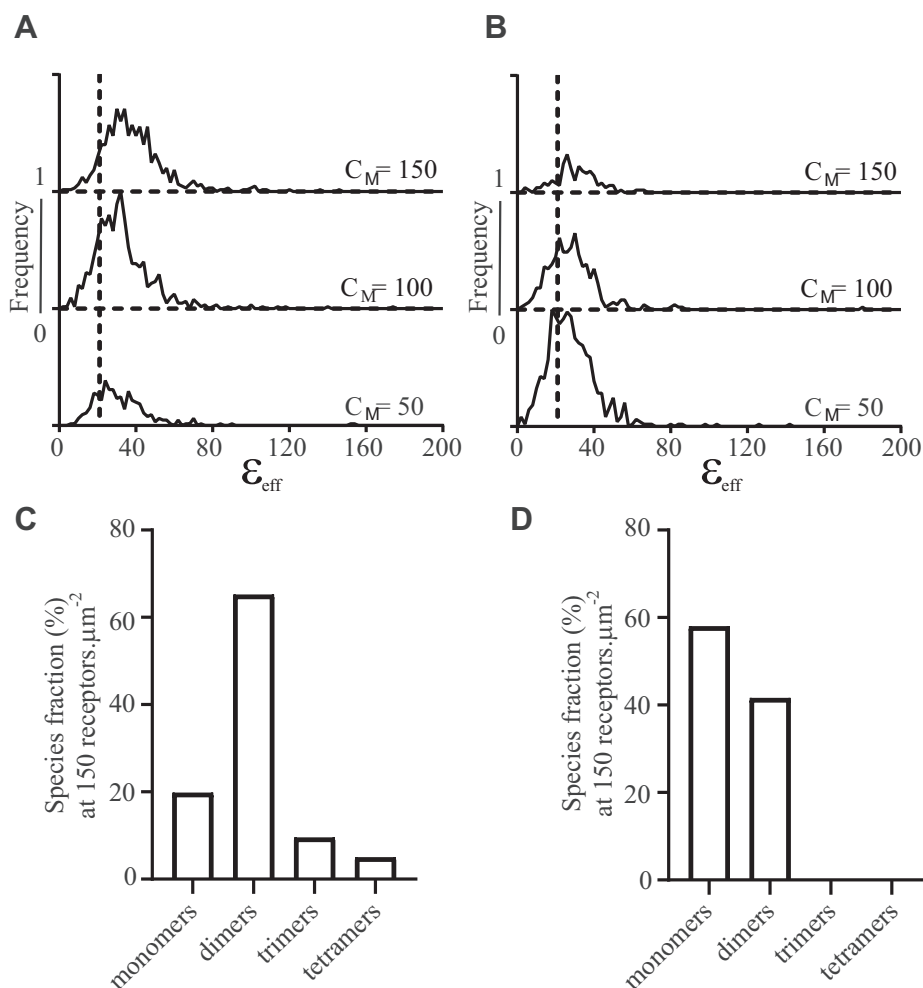 A
B
1
Frequency
0
C_M= 150
C_M= 100
C_M= 50
0 40 80 120 160 200
ε_eff
1
Frequency
0
C_M= 150
C_M= 100
C_M= 50
0 40 80 120 160 200
ε_eff
C
D
Species fraction (%)
at 150 receptors.μm^-2
80
60
40
20
0
monomers
dimers
trimers
tetramers
Species fraction (%)
at 150 receptors.μm^-2
80
60
40
20
0
monomers
dimers
trimers
tetramers